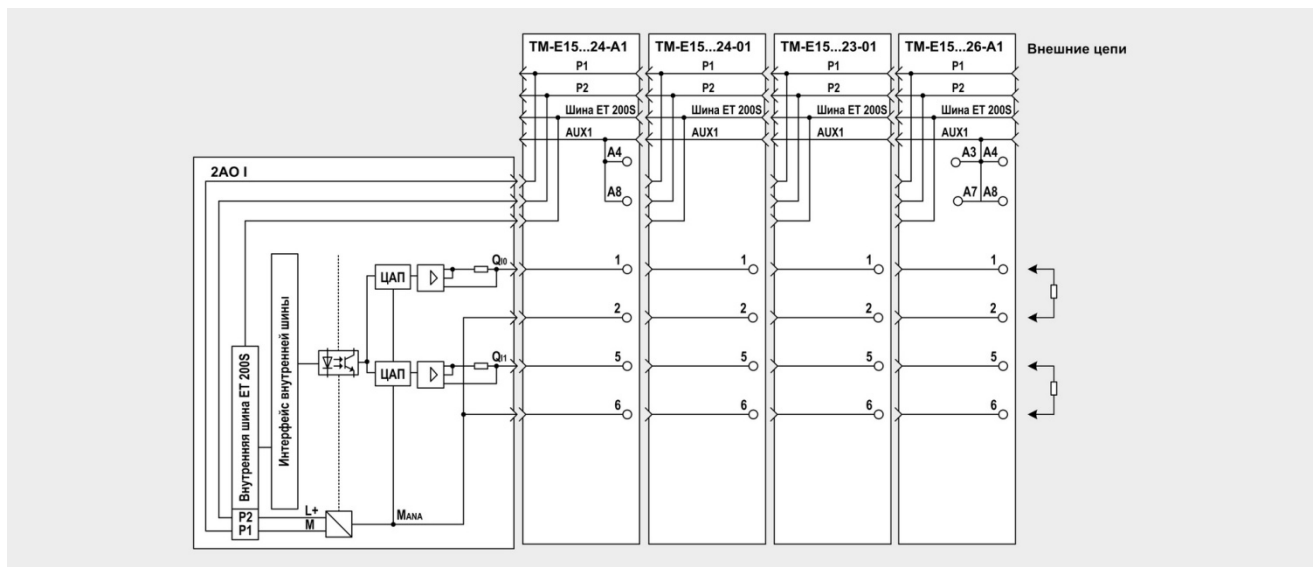 TM-E15...24-A1 TM-E15...24-01 TM-E15...23-01 TM-E15...26-A1 Внешние цепи
P1 P1 P1 P1
P2 P2 P2 P2
Шина ET 200S Шина ET 200S Шина ET 200S Шина ET 200S
AUX1 AUX1 AUX1 AUX1
A4 A3 A4
2AO I
A8 A7 A8
QI0 1 1 1 1
ЦАП
2 2 2 2
QI1 5 5 5 5
ЦАП
6 6 6 6
Внутренняя шина ET 200S
Интерфейс внутренней шины
P2 L+ MANA
P1 M